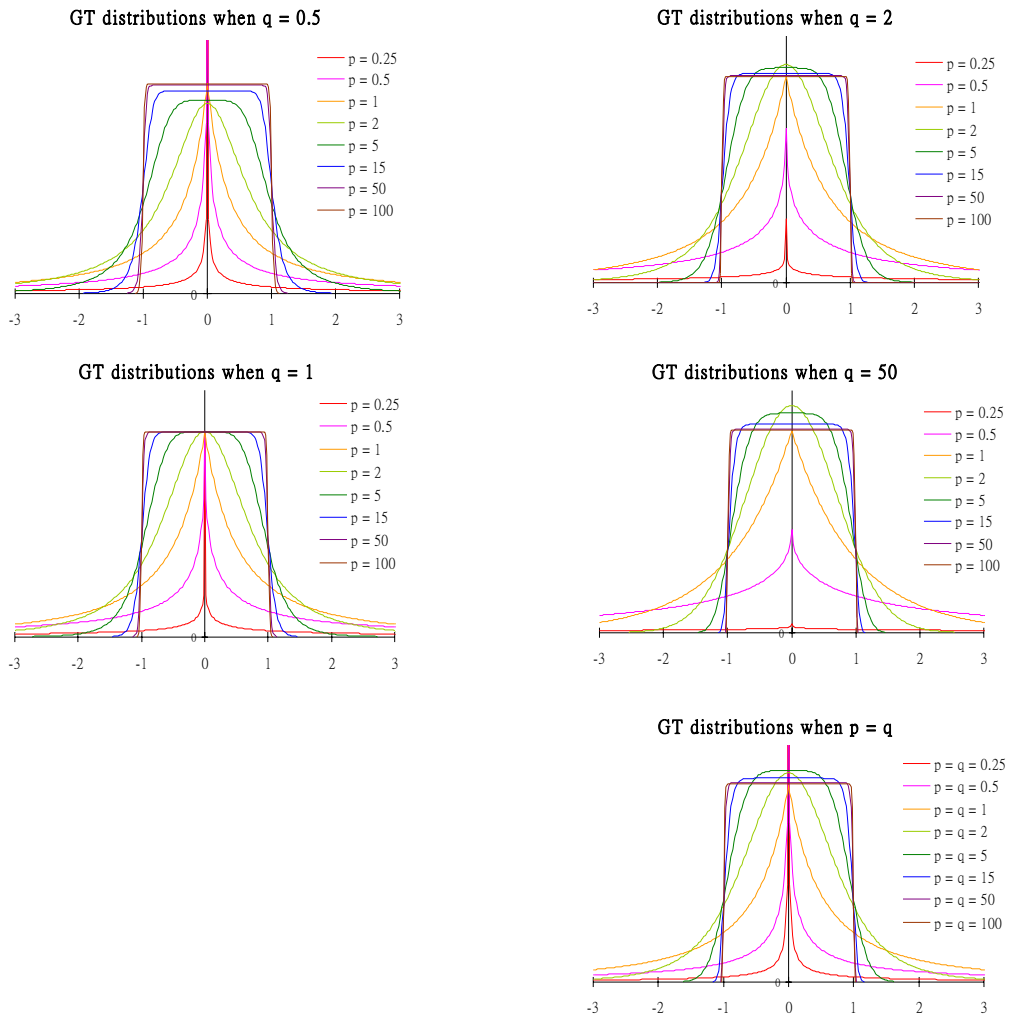 GT distributions when q = 0.5
p = 0.25
p = 0.5
p = 1
p = 2
p = 5
p = 15
p = 50
p = 100
0
-3 -2 -1 0 1 2 3
GT distributions when q = 2
p = 0.25
p = 0.5
p = 1
p = 2
p = 5
p = 15
p = 50
p = 100
0
-3 -2 -1 0 1 2 3
GT distributions when q = 1
p = 0.25
p = 0.5
p = 1
p = 2
p = 5
p = 15
p = 50
p = 100
0
-3 -2 -1 0 1 2 3
GT distributions when q = 50
p = 0.25
p = 0.5
p = 1
p = 2
p = 5
p = 15
p = 50
p = 100
0
-3 -2 -1 0 1 2 3
GT distributions when p = q
p = q = 0.25
p = q = 0.5
p = q = 1
p = q = 2
p = q = 5
p = q = 15
p = q = 50
p = q = 100
0
-3 -2 -1 0 1 2 3